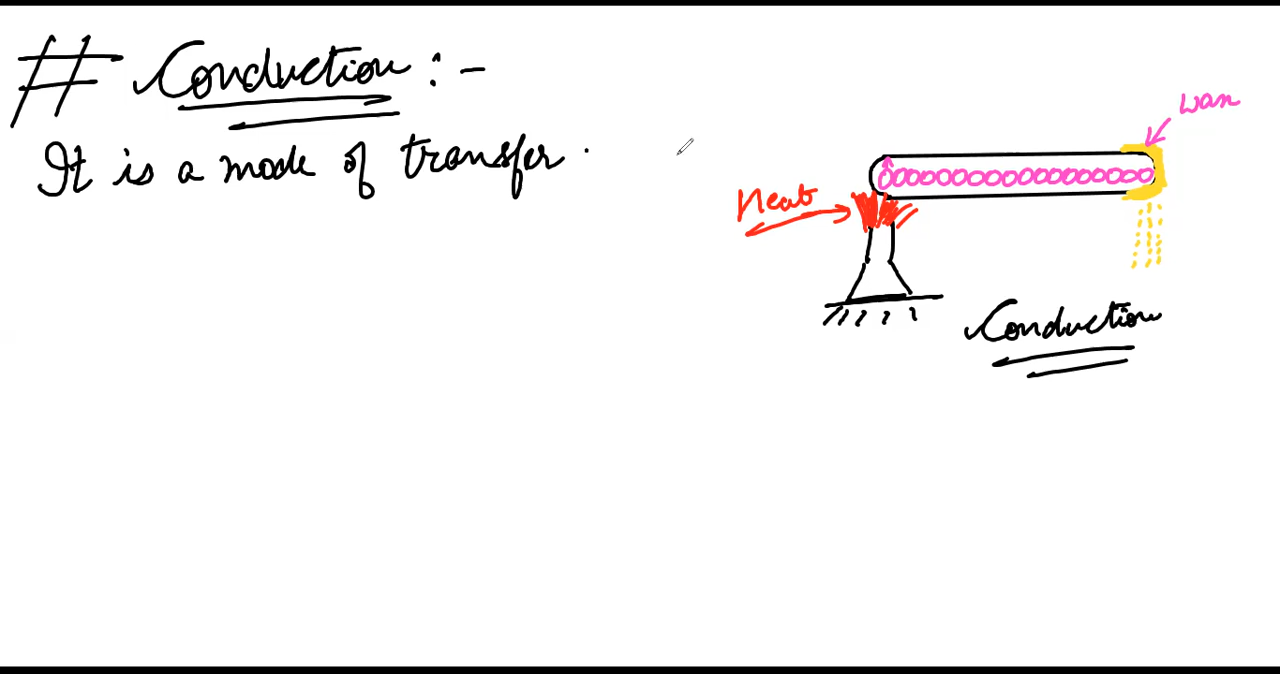 # Conduction :-
It is a mode of transfer.
wax
Heat
Conduction